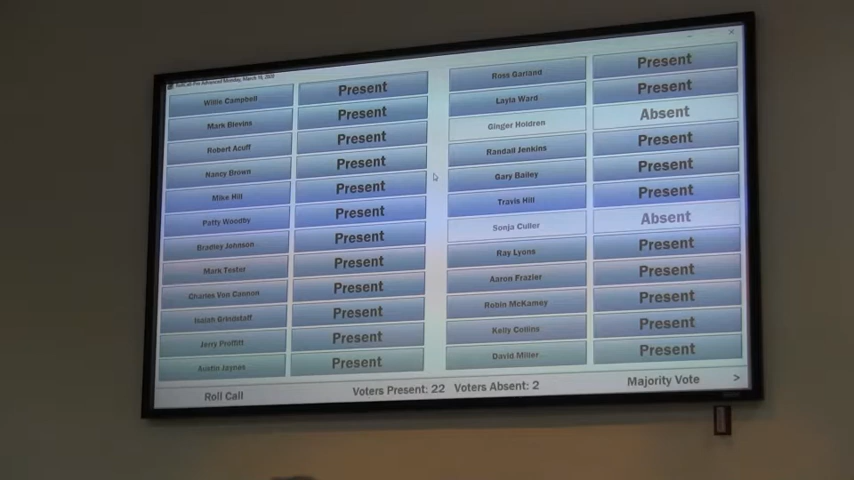 Willie Campbell Present
Mark Blevins Present
Robert Acuff Present
Nancy Brown Present
Mike Hill Present
Patty Woodby Present
Bradley Johnson Present
Mark Tester Present
Charles Von Cannon Present
Isaiah Grindstaff Present
Jerry Proffitt Present
Austin Jaynes Present
Ross Garland Present
Layla Ward Present
Ginger Holdren Absent
Randall Jenkins Present
Gary Bailey Present
Travis Hill Present
Sonja Culler Absent
Ray Lyons Present
Aaron Frazier Present
Robin McKamey Present
Kelly Collins Present
David Miller Present
Roll Call Voters Present: 22 Voters Absent: 2 Majority Vote >